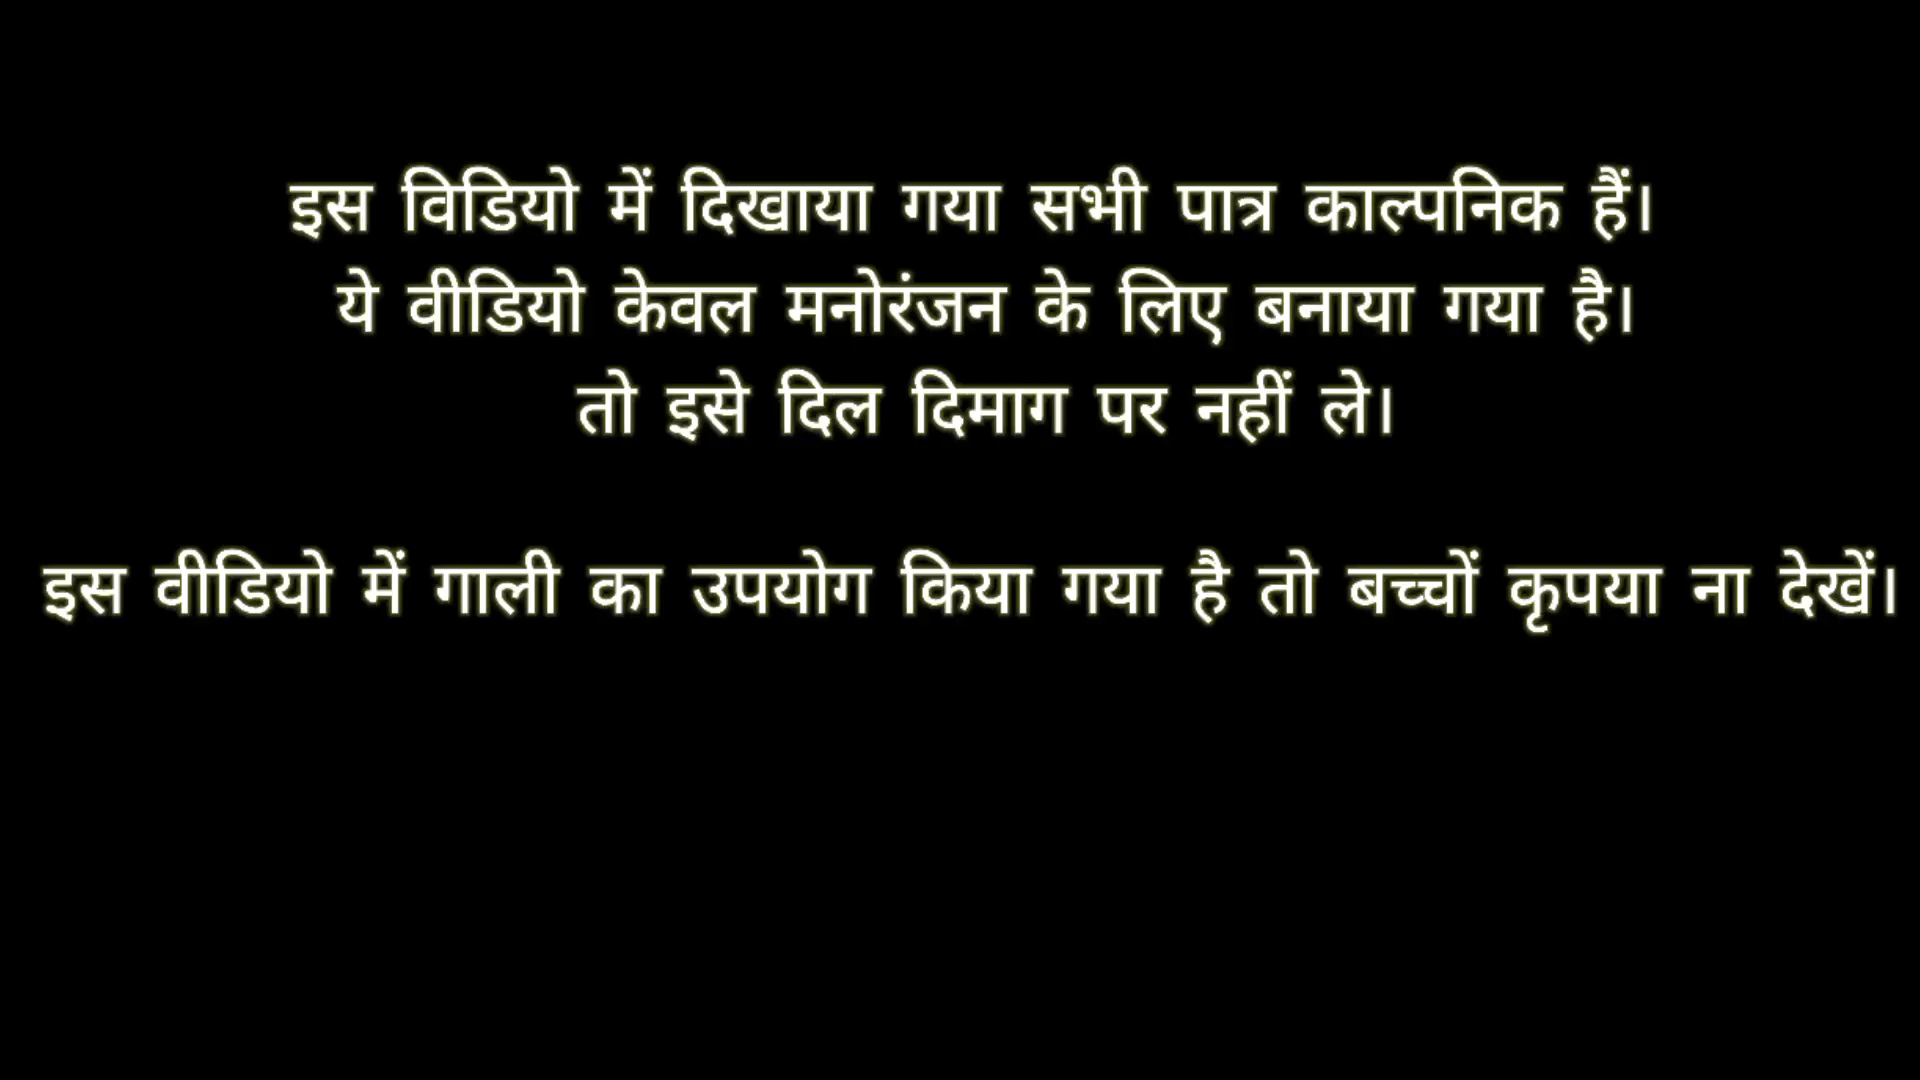 इस विडियो में दिखाया गया सभी पात्र काल्पनिक हैं।
ये वीडियो केवल मनोरंजन के लिए बनाया गया है।
तो इसे दिल दिमाग पर नहीं ले।
इस वीडियो में गाली का उपयोग किया गया है तो बच्चों कृपया ना देखें।